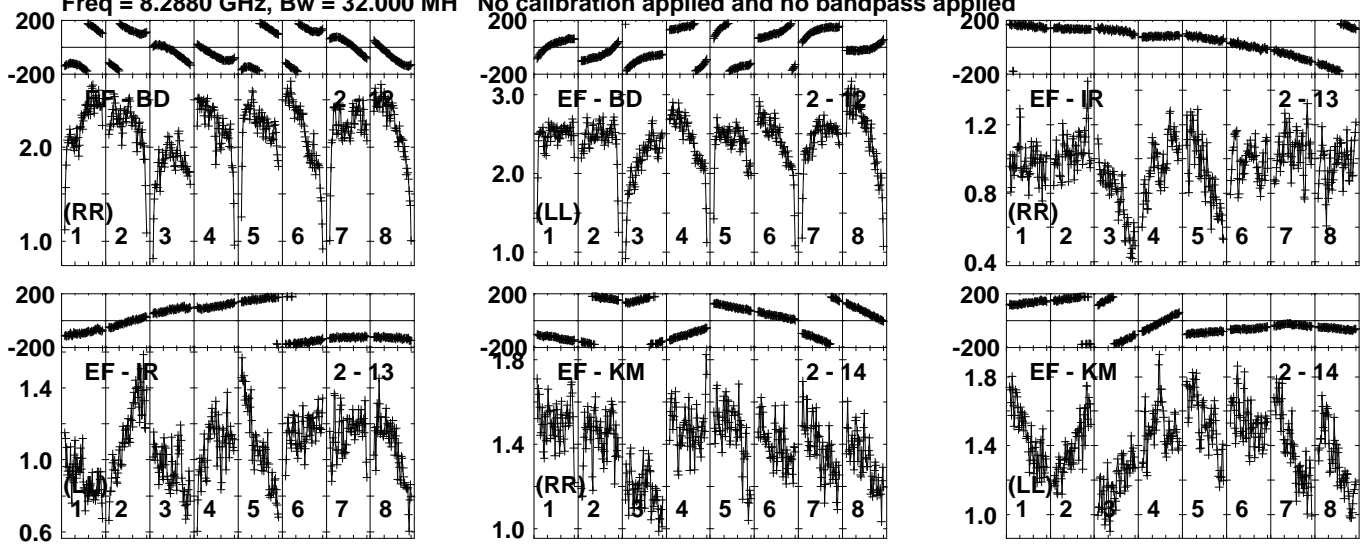 Freq = 8.2880 GHz, Bw = 32.000 MH No calibration applied and no bandpass applied
200
-200
EF - BD 2 - 12
2.0
1.0
(RR)
1 2 3 4 5 6 7 8
EF - BD 2 - 12
3.0
2.0
1.0
(LL)
1 2 3 4 5 6 7 8
200
-200
EF - IR 2 - 13
1.2
0.8
0.4
(RR)
1 2 3 4 5 6 7 8
200
-200
EF - IR 2 - 13
1.4
1.0
0.6
(LL)
1 2 3 4 5 6 7 8
200
-200
1.8
EF - KM 2 - 14
1.4
1.0
(RR)
1 2 3 4 5 6 7 8
200
-200
1.8
EF - KM 2 - 14
1.4
1.0
(LL)
1 2 3 4 5 6 7 8